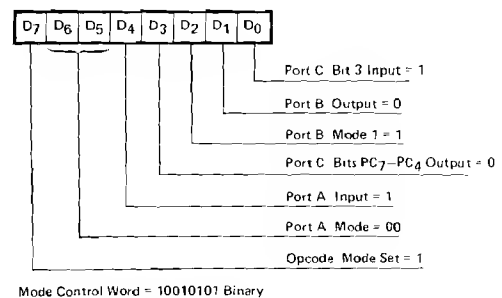 D7 D6 D5 D4 D3 D2 D1 D0
Port C Bit 3 Input = 1
Port B Output = 0
Port B Mode 1 = 1
Port C Bits PC7–PC4 Output = 0
Port A Input = 1
Port A Mode = 00
Opcode Mode Set = 1
Mode Control Word = 10010101 Binary